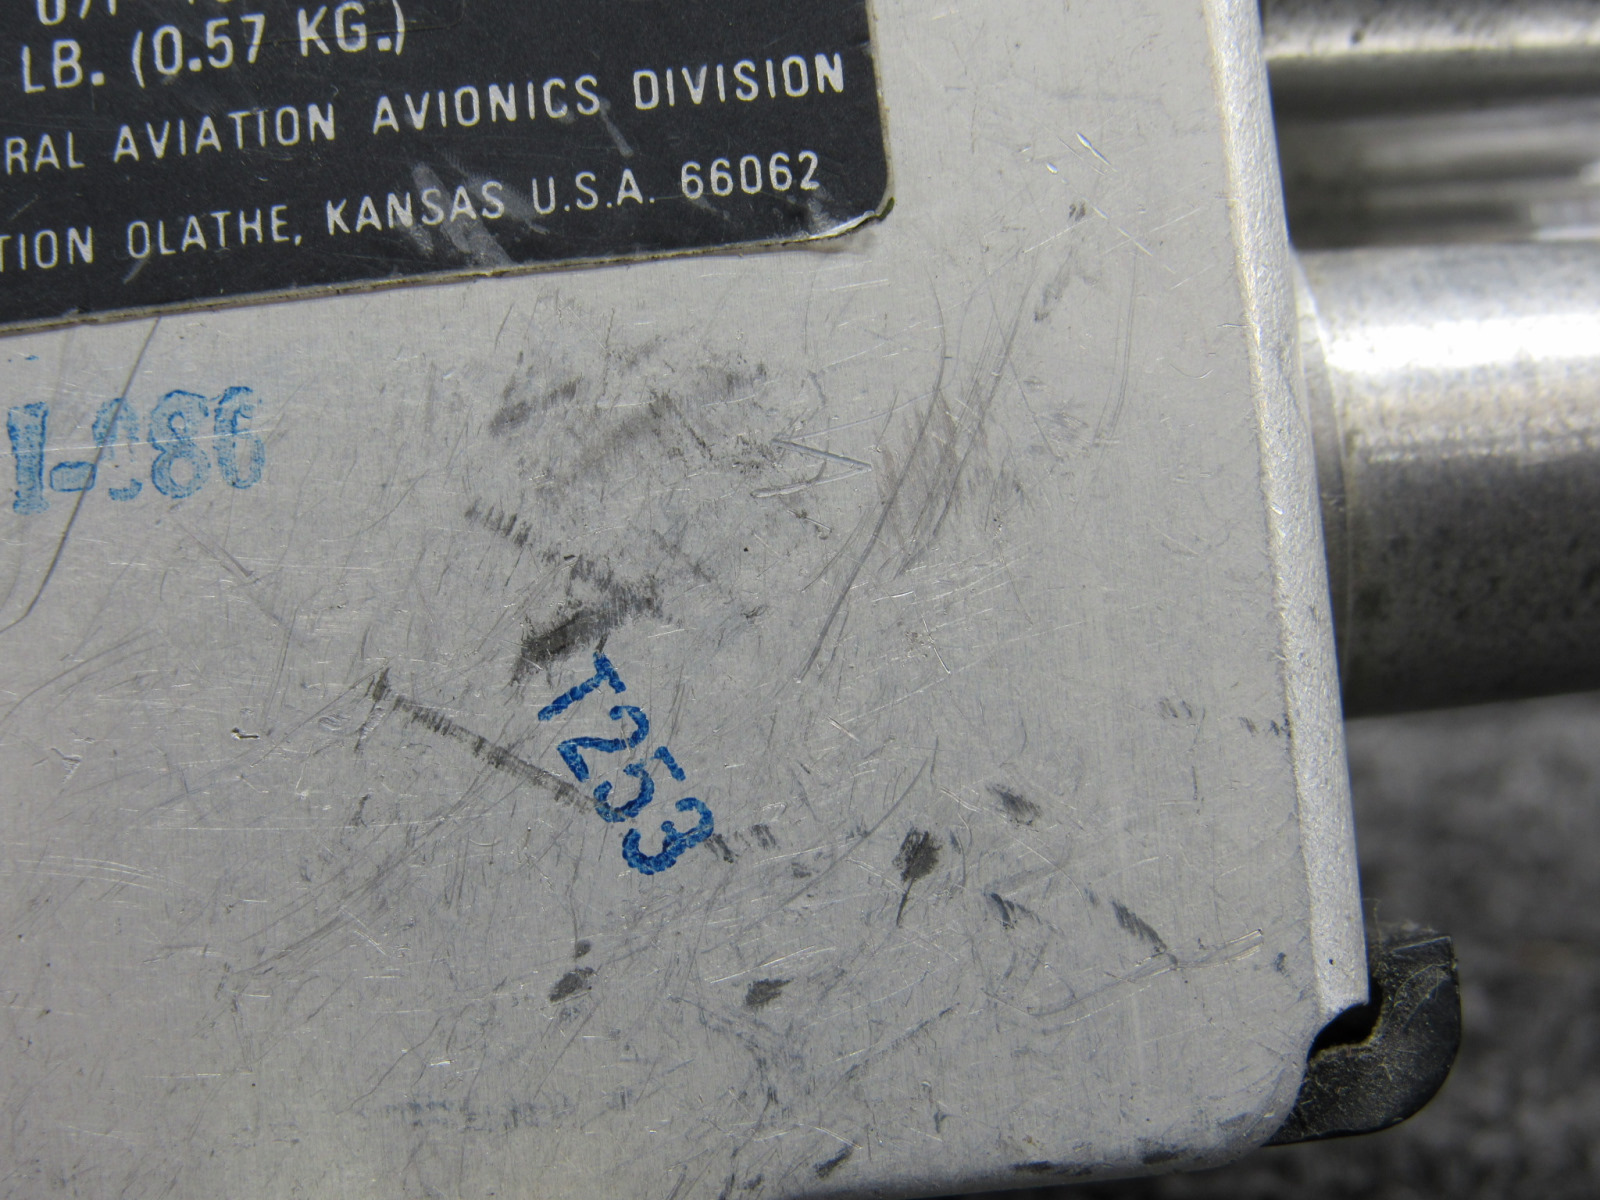 LB. (0.57 KG.)
RAL AVIATION AVIONICS DIVISION
TION OLATHE, KANSAS U.S.A. 66062
1-086
T253